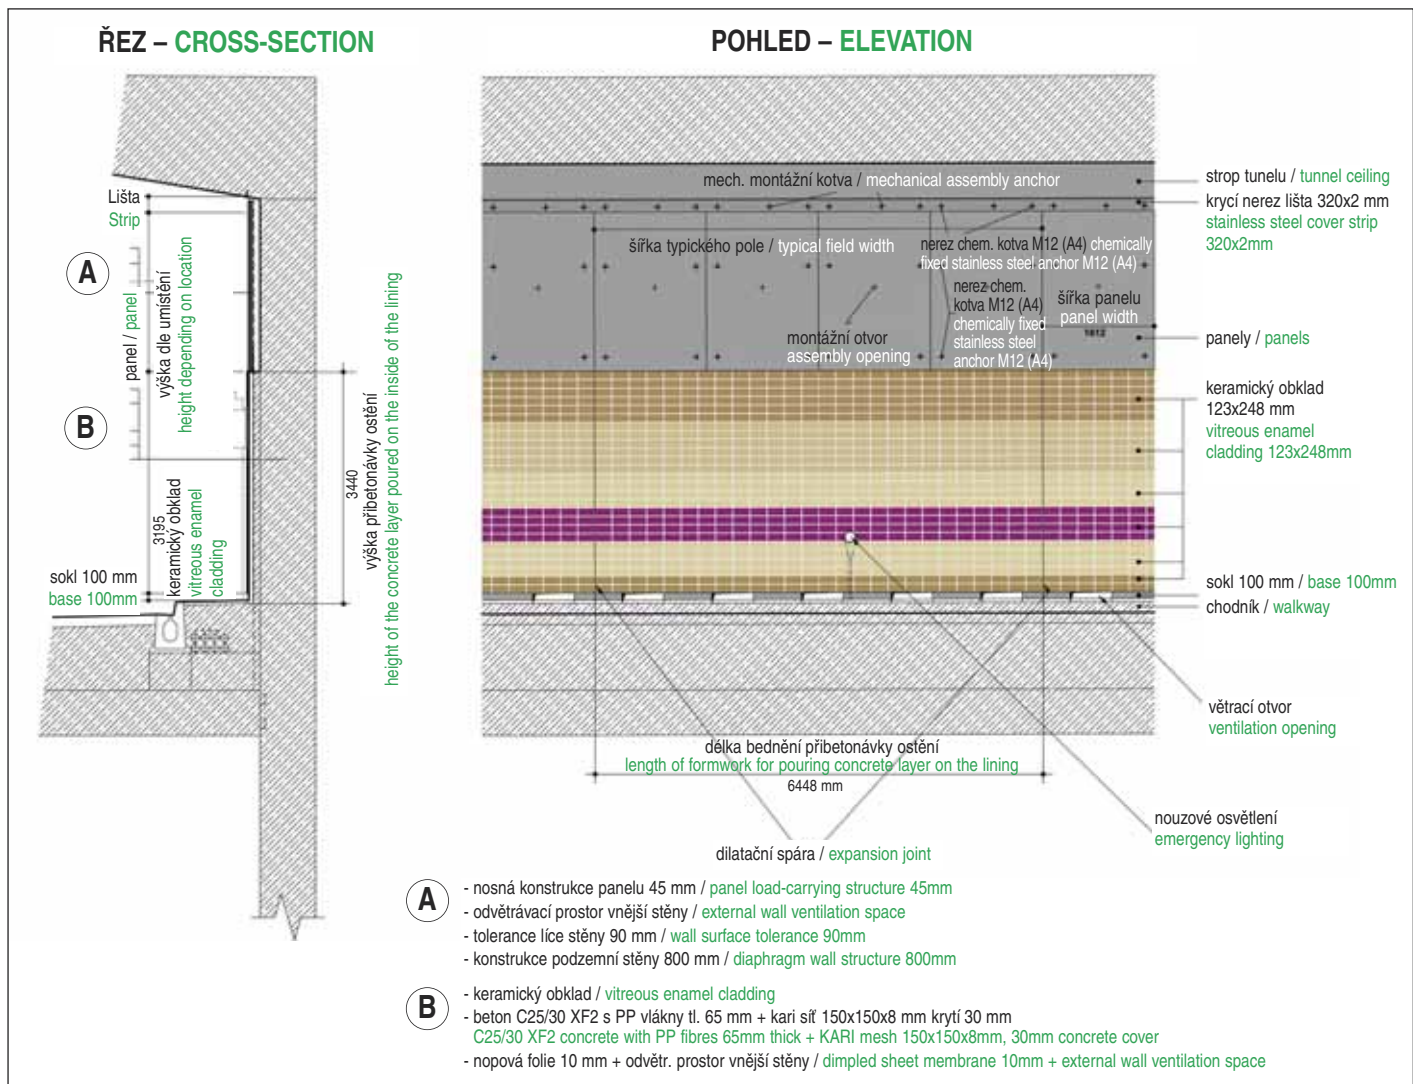 ŘEZ – CROSS-SECTION
POHLED – ELEVATION
Lišta
Strip
A
panel / panel
výška dle umístění
height depending on location
B
3195
keramický obklad
vitreous enamel
cladding
sokl 100 mm
base 100mm
3440
výška přibetonávky ostění
height of the concrete layer poured on the inside of the lining
mech. montážní kotva / mechanical assembly anchor
šířka typického pole / typical field width
nerez chem. kotva M12 (A4) chemically
fixed stainless steel anchor M12 (A4)
nerez chem.
kotva M12 (A4)
chemically fixed
stainless steel
anchor M12 (A4)
šířka panelu
panel width
1612
montážní otvor
assembly opening
strop tunelu / tunnel ceiling
krycí nerez lišta 320x2 mm
stainless steel cover strip
320x2mm
panely / panels
keramický obklad
123x248 mm
vitreous enamel
cladding 123x248mm
sokl 100 mm / base 100mm
chodník / walkway
větrací otvor
ventilation opening
délka bednění přibetonávky ostění
length of formwork for pouring concrete layer on the lining
6448 mm
nouzové osvětlení
emergency lighting
dilatační spára / expansion joint
A
- nosná konstrukce panelu 45 mm / panel load-carrying structure 45mm
- odvětrávací prostor vnější stěny / external wall ventilation space
- tolerance líce stěny 90 mm / wall surface tolerance 90mm
- konstrukce podzemní stěny 800 mm / diaphragm wall structure 800mm
B
- keramický obklad / vitreous enamel cladding
- beton C25/30 XF2 s PP vlákny tl. 65 mm + kari síť 150x150x8 mm krytí 30 mm
C25/30 XF2 concrete with PP fibres 65mm thick + KARI mesh 150x150x8mm, 30mm concrete cover
- nopová folie 10 mm + odvětr. prostor vnější stěny / dimpled sheet membrane 10mm + external wall ventilation space